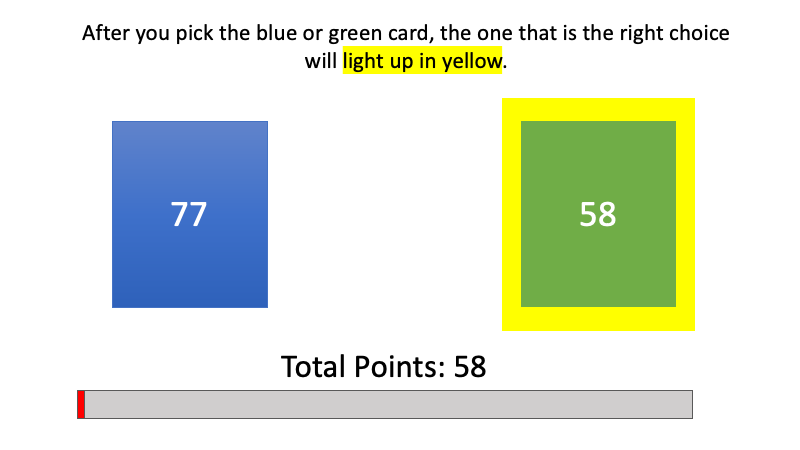 After you pick the blue or green card, the one that is the right choice
will light up in yellow.
77
58
Total Points: 58